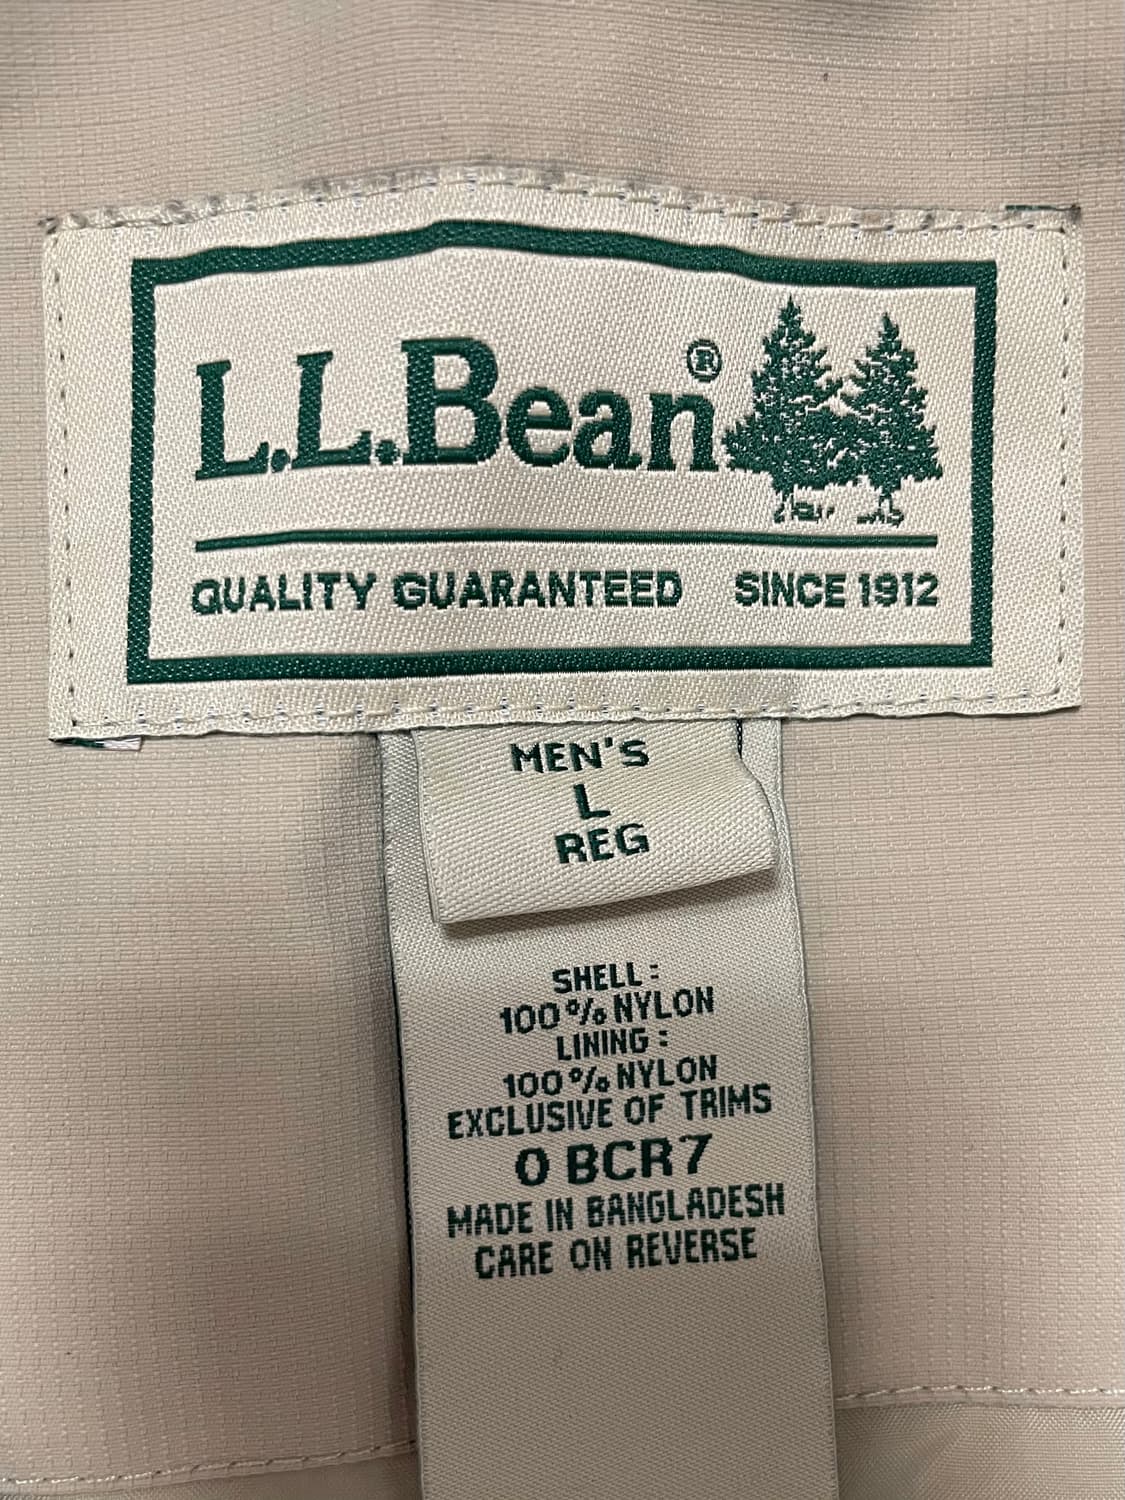 L.L.Bean®
QUALITY GUARANTEED SINCE 1912
MEN'S
L
REG
SHELL:
100% NYLON
LINING:
100% NYLON
EXCLUSIVE OF TRIMS
0 BCR7
MADE IN BANGLADESH
CARE ON REVERSE